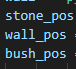 stone_pos
wall_pos =
bush_pos =